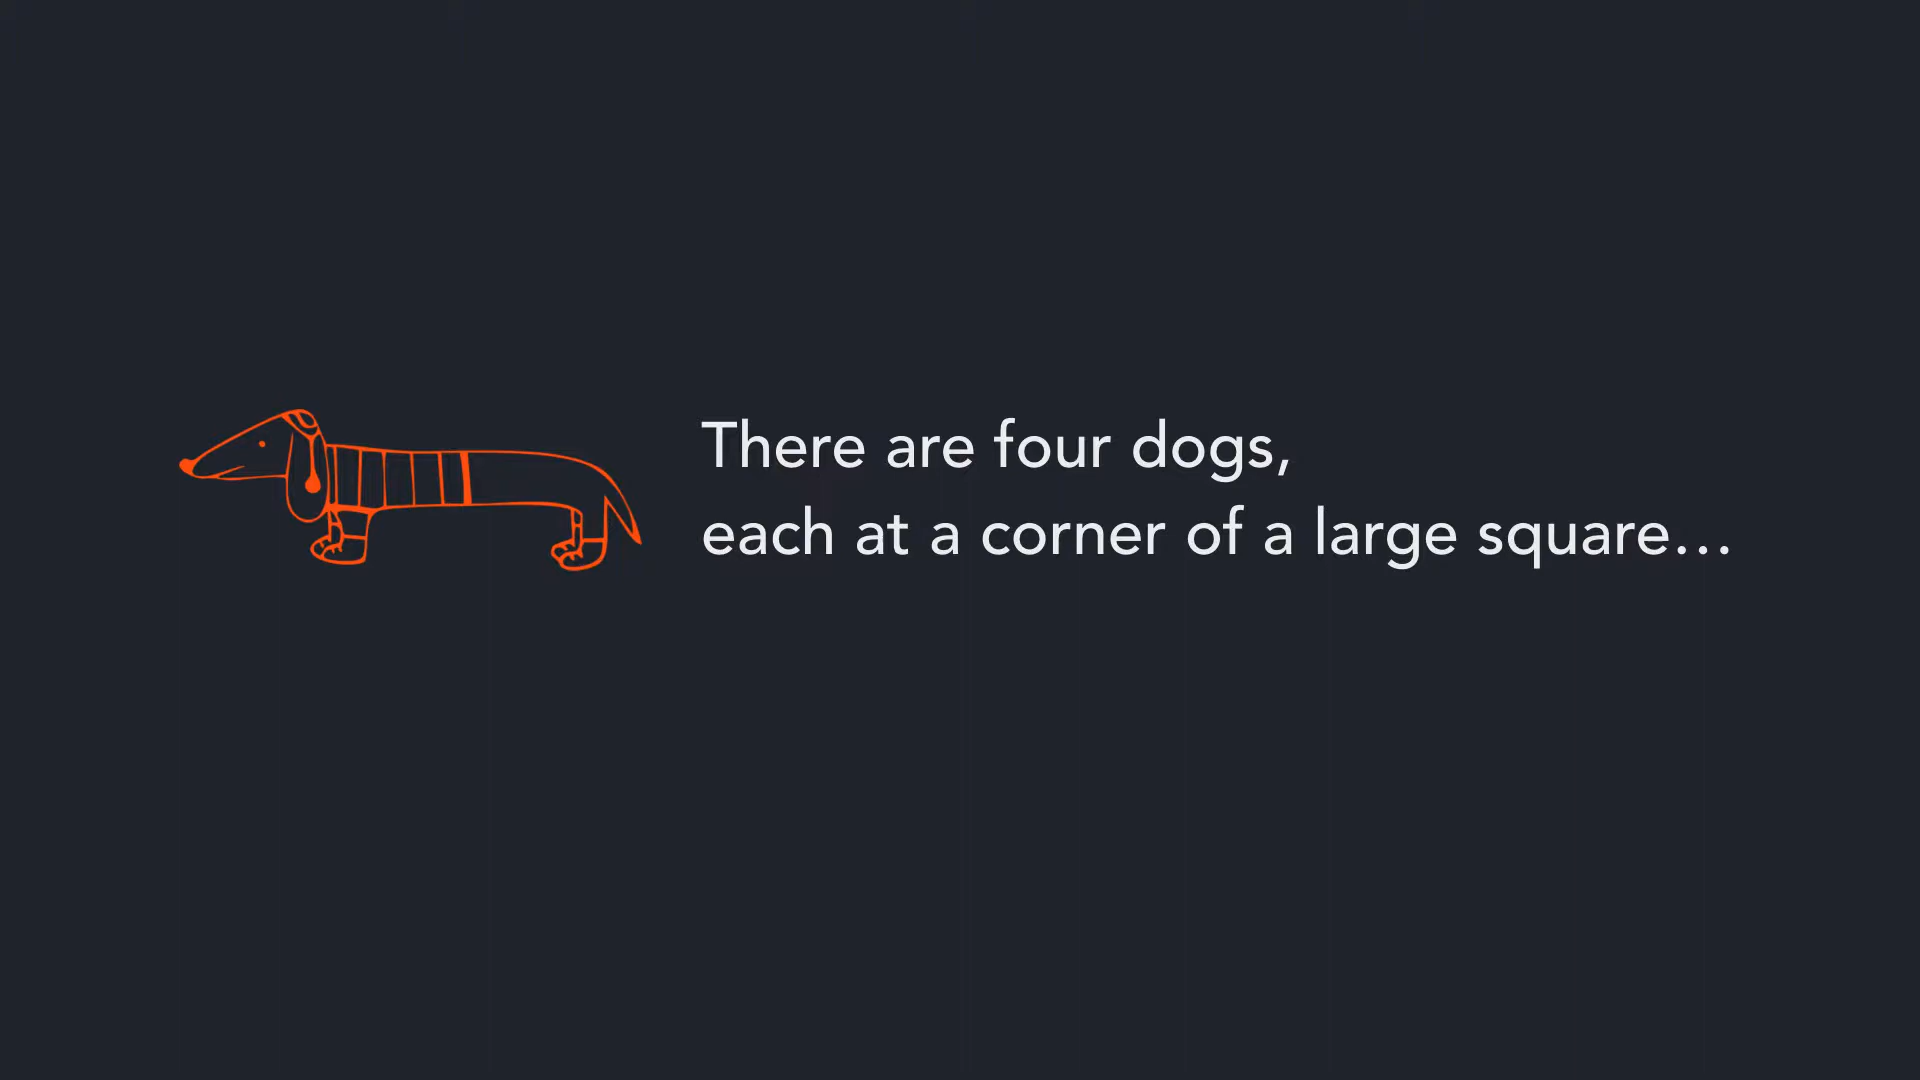 There are four dogs,
each at a corner of a large square…